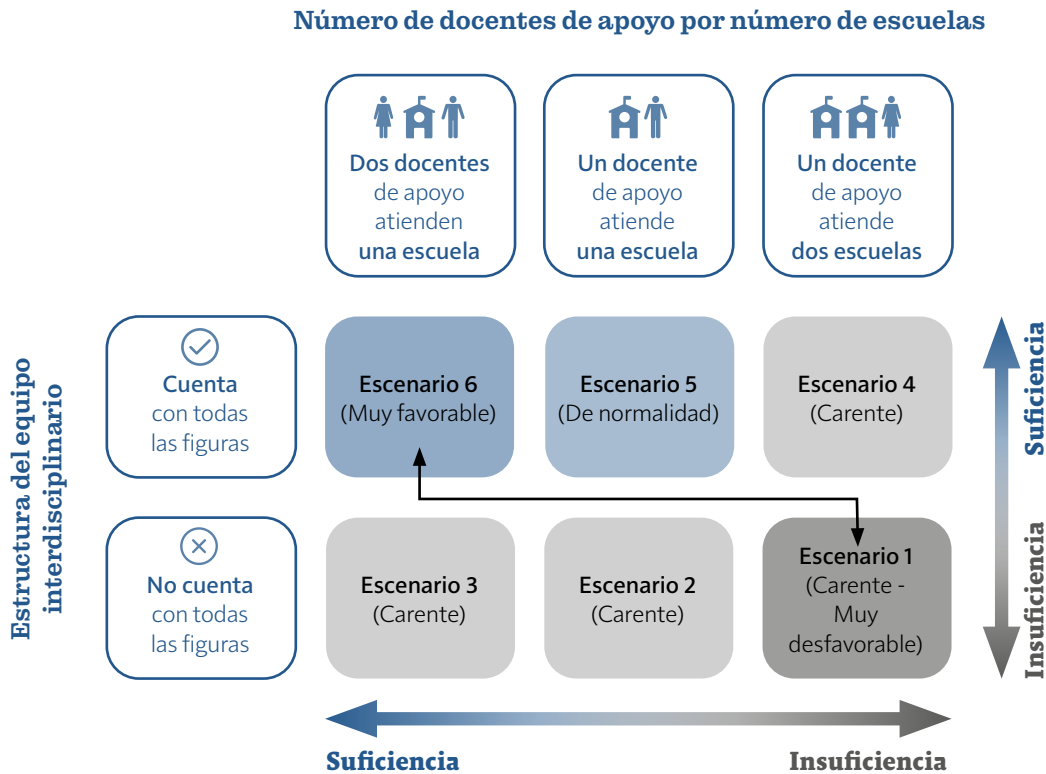 Número de docentes de apoyo por número de escuelas
Dos docentes
de apoyo
atienden
una escuela
Un docente
de apoyo
atiende
una escuela
Un docente
de apoyo
atiende
dos escuelas
Estructura del equipo
interdisciplinario
Cuenta
con todas
las figuras
Escenario 6
(Muy favorable)
Escenario 5
(De normalidad)
Escenario 4
(Carente)
Suficiencia
No cuenta
con todas
las figuras
Escenario 3
(Carente)
Escenario 2
(Carente)
Escenario 1
(Carente -
Muy
desfavorable)
Insuficiencia
Suficiencia
Insuficiencia